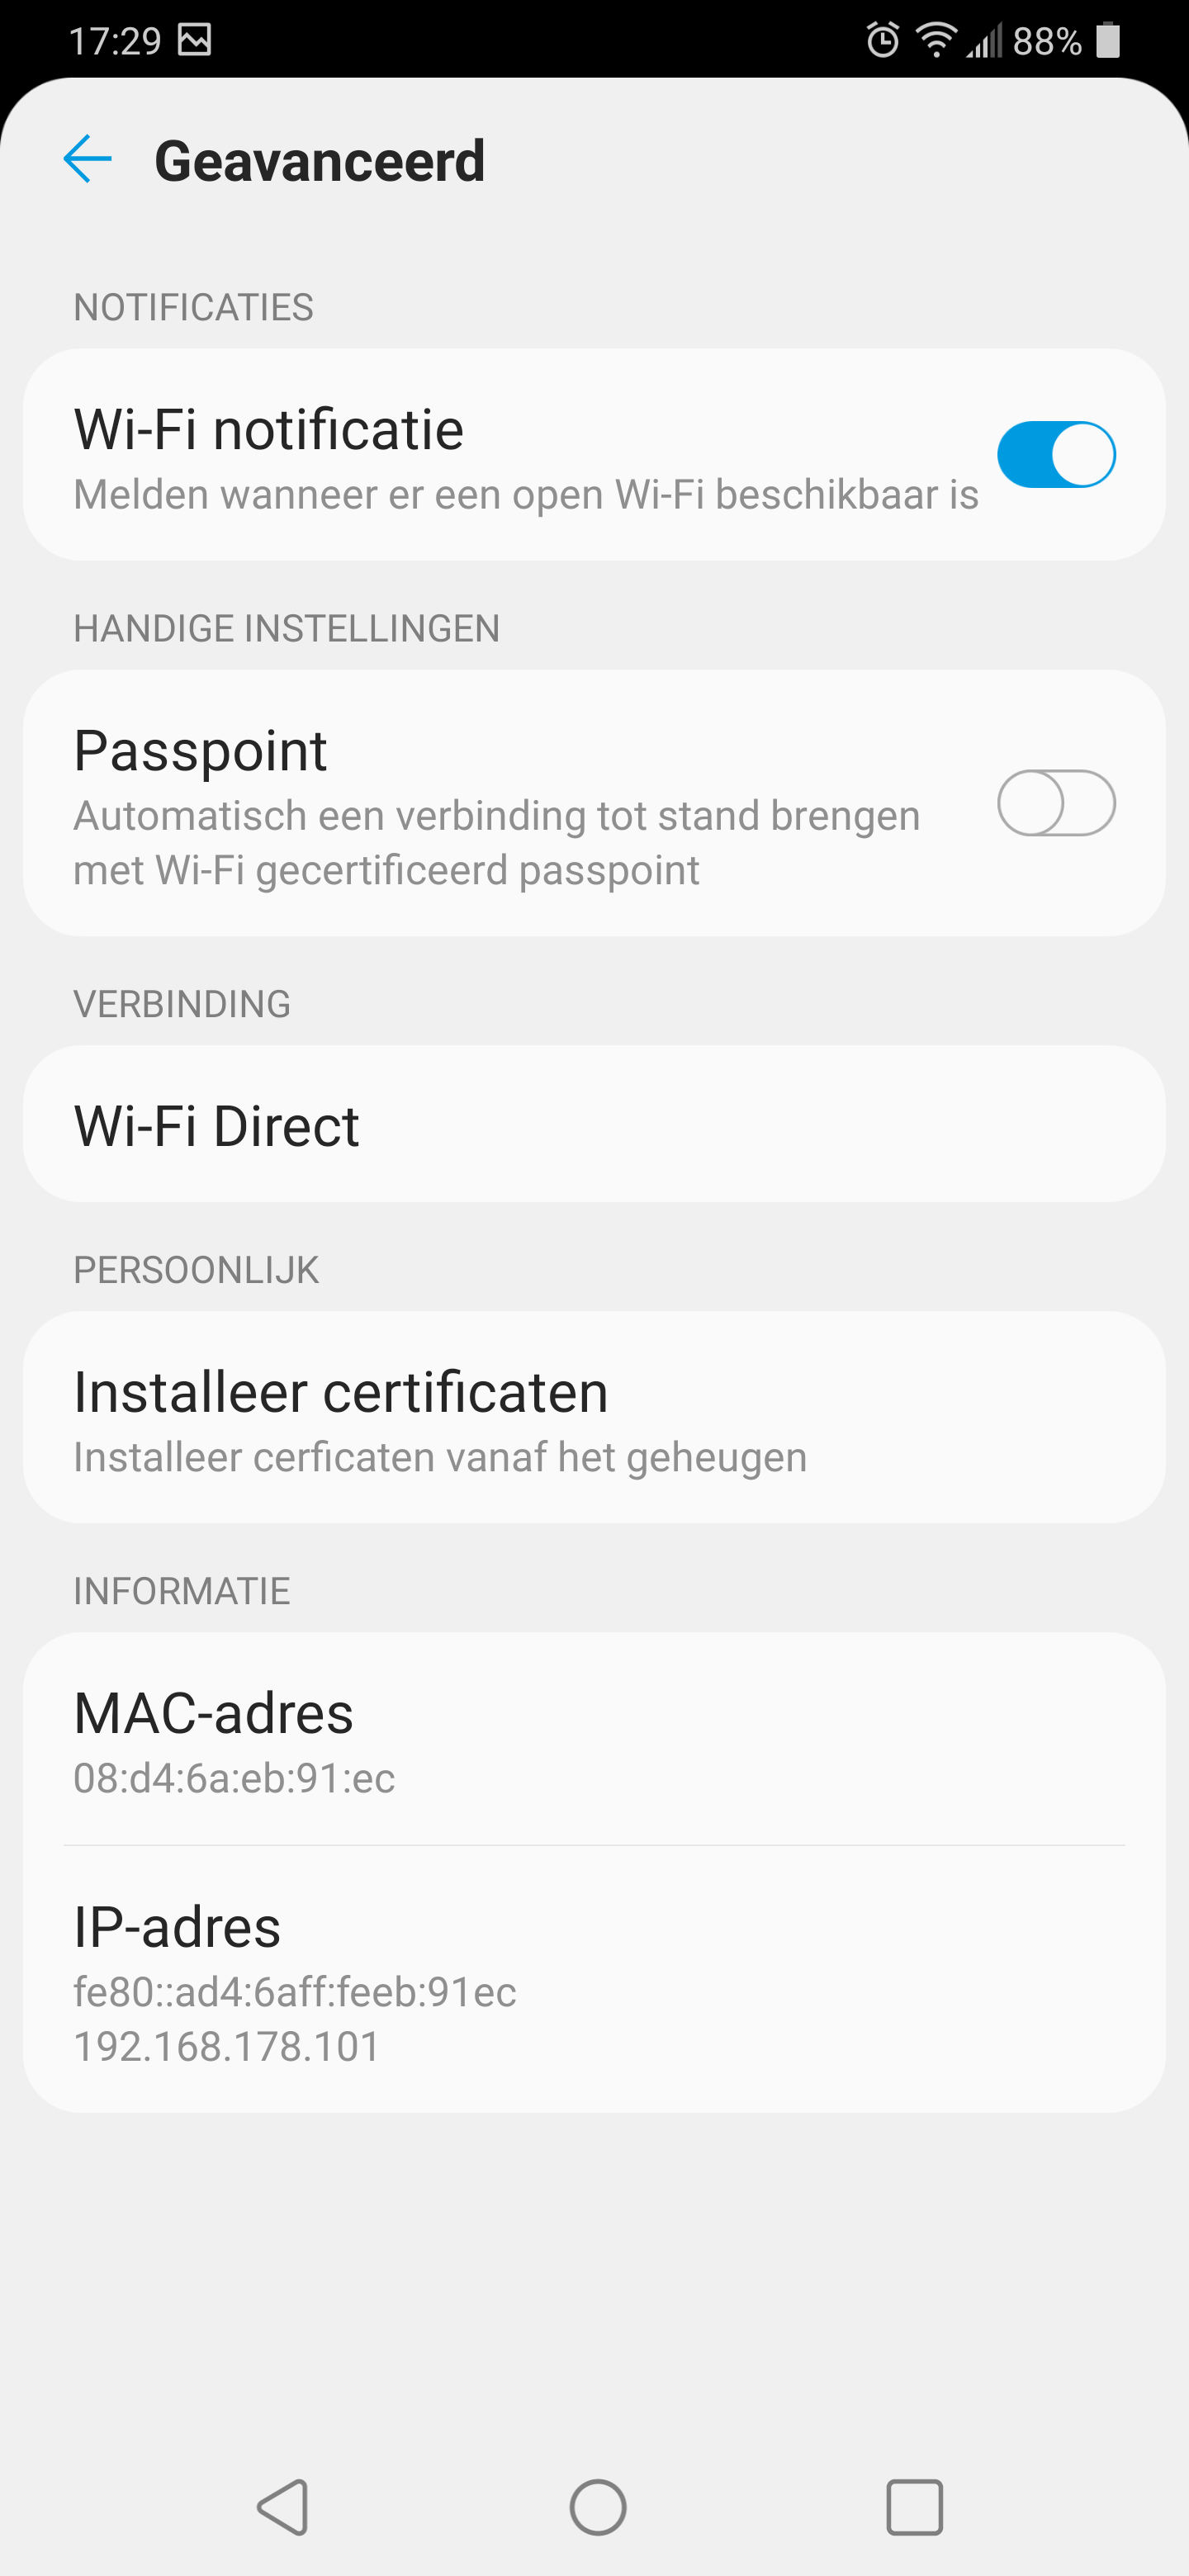 17:29
88%
Geavanceerd
NOTIFICATIES
Wi-Fi notificatie
Melden wanneer er een open Wi-Fi beschikbaar is
HANDIGE INSTELLINGEN
Passpoint
Automatisch een verbinding tot stand brengen
met Wi-Fi gecertificeerd passpoint
VERBINDING
Wi-Fi Direct
PERSOONLIJK
Installeer certificaten
Installeer cerficaten vanaf het geheugen
INFORMATIE
MAC-adres
08:d4:6a:eb:91:ec
IP-adres
fe80::ad4:6aff:feeb:91ec
192.168.178.101